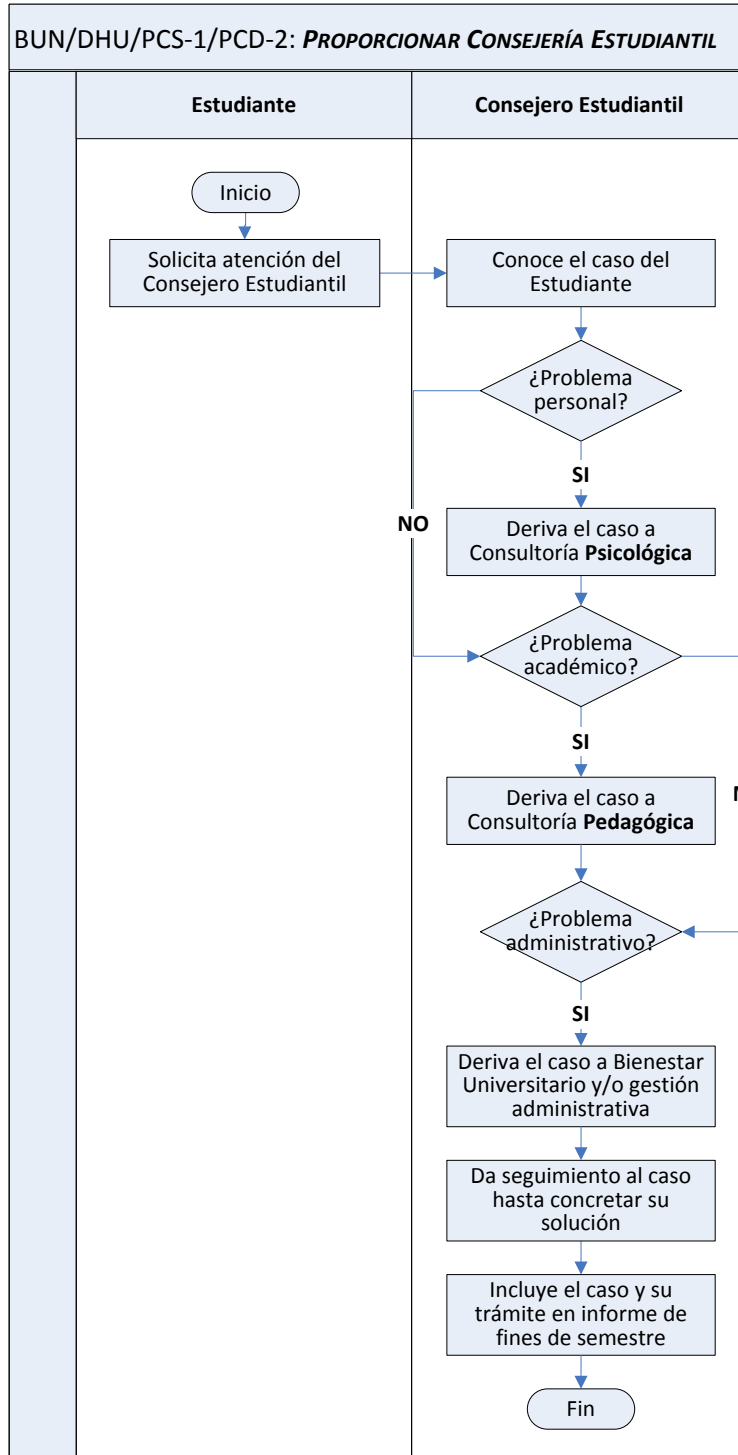 BUN/DHU/PCS-1/PCD-2: PROPORCIONAR CONSEJERÍA ESTUDIANTIL
Estudiante
Consejero Estudiantil
Inicio
Solicita atención del
Consejero Estudiantil
Conoce el caso del
Estudiante
¿Problema
personal?
SI
NO
Deriva el caso a
Consultoría Psicológica
¿Problema
académico?
SI
Deriva el caso a
Consultoría Pedagógica
¿Problema
administrativo?
SI
Deriva el caso a Bienestar
Universitario y/o gestión
administrativa
Da seguimiento al caso
hasta concretar su
solución
Incluye el caso y su
trámite en informe de
fines de semestre
Fin